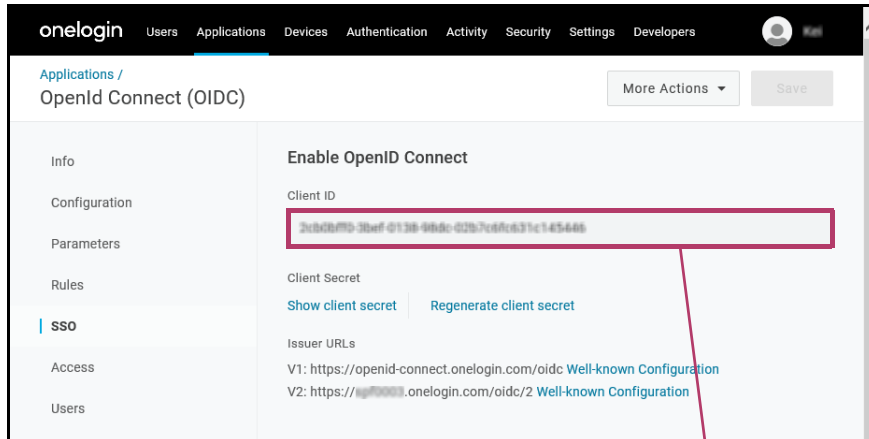 onelogin Users Applications Devices Authentication Activity Security Settings Developers
Applications /
OpenId Connect (OIDC)
More Actions
Save
Info
Configuration
Parameters
Rules
SSO
Access
Users
Enable OpenID Connect
Client ID
Client Secret
Show client secret Regenerate client secret
Issuer URLs
V1: https://openid-connect.onelogin.com/oidc Well-known Configuration
V2: https:// .onelogin.com/oidc/2 Well-known Configuration